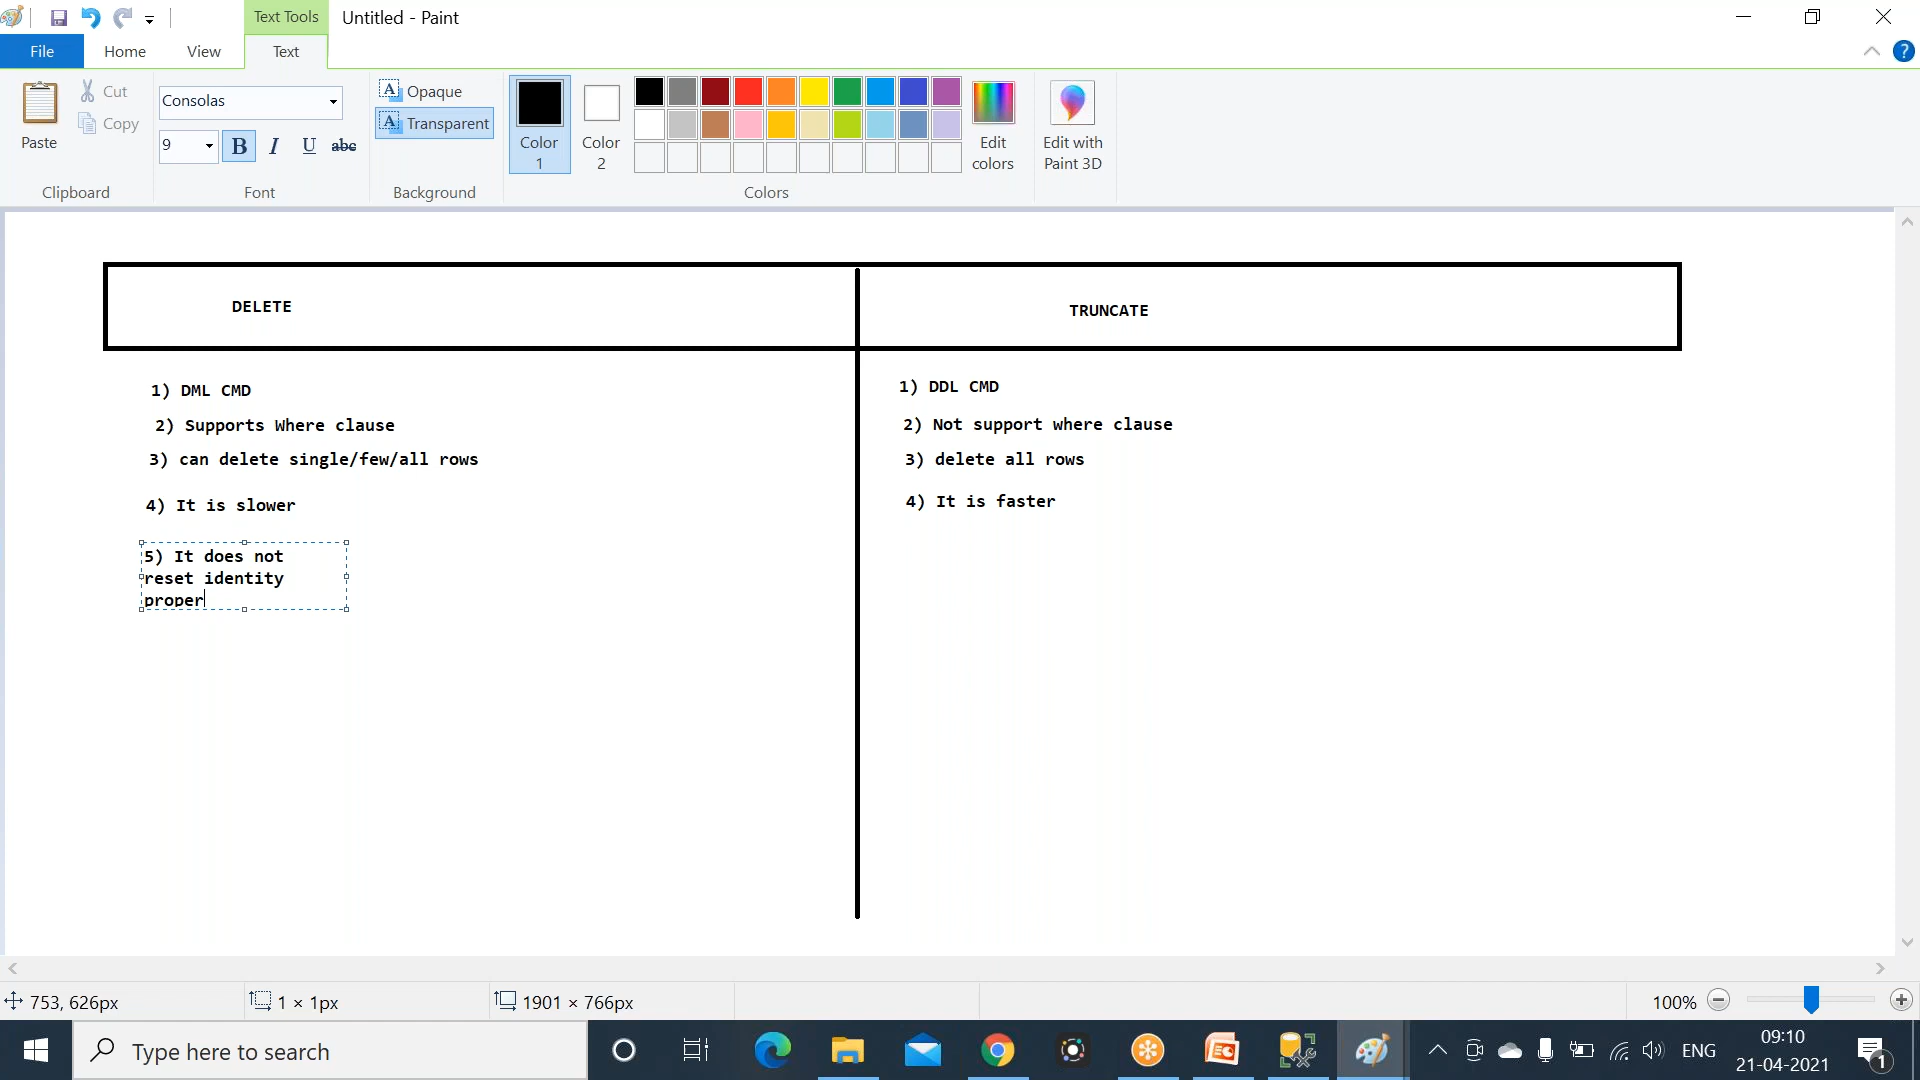 Text Tools
Untitled - Paint
File
Home
View
Text
Paste
Cut
Copy
Clipboard
Consolas
9
B
I
U
abc
Font
A Opaque
A Transparent
Background
Color 1
Color 2
Colors
Edit colors
Edit with Paint 3D
DELETE
TRUNCATE
1) DML CMD
2) Supports Where clause
3) can delete single/few/all rows
4) It is slower
5) It does not
reset identity
proper
1) DDL CMD
2) Not support where clause
3) delete all rows
4) It is faster
753, 626px
1 × 1px
1901 × 766px
100%
Type here to search
ENG
09:10
21-04-2021
1